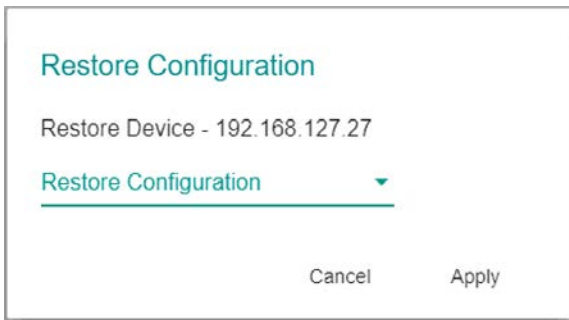 Restore Configuration
Restore Device - 192.168.127.27
Restore Configuration
Cancel Apply